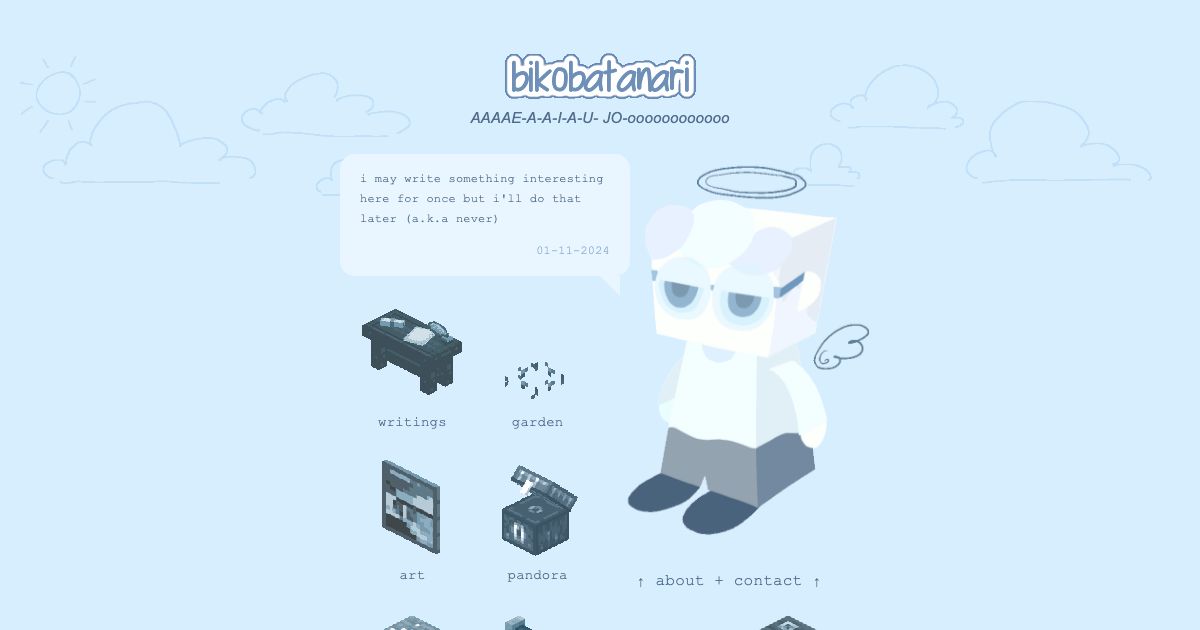 bikobatanari
AAAAE-A-A-I-A-U- JO-oooooooooooo
i may write something interesting
here for once but i'll do that
later (a.k.a never)
01-11-2024
writings
garden
art
pandora
↑ about + contact ↑